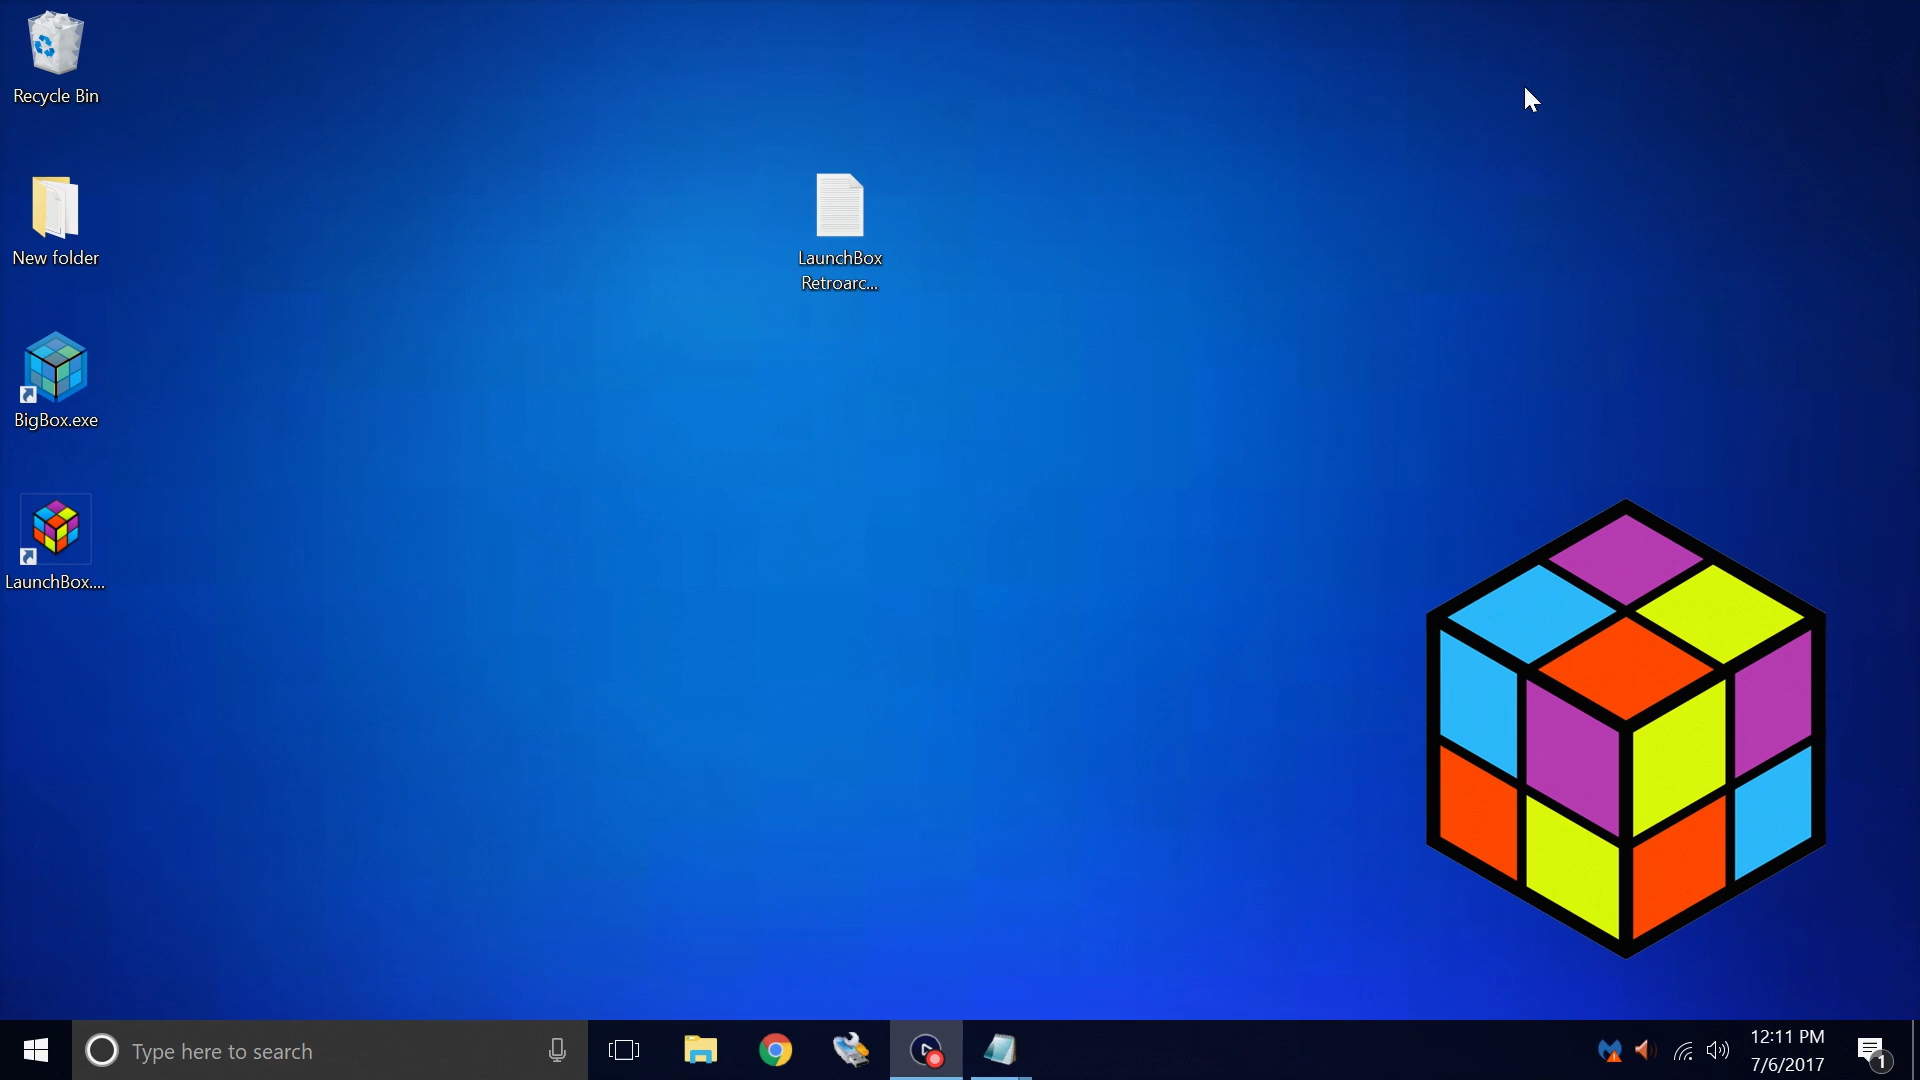 Recycle Bin
New folder
LaunchBox
Retroarc...
BigBox.exe
LaunchBox....
Type here to search
12:11 PM
7/6/2017
1